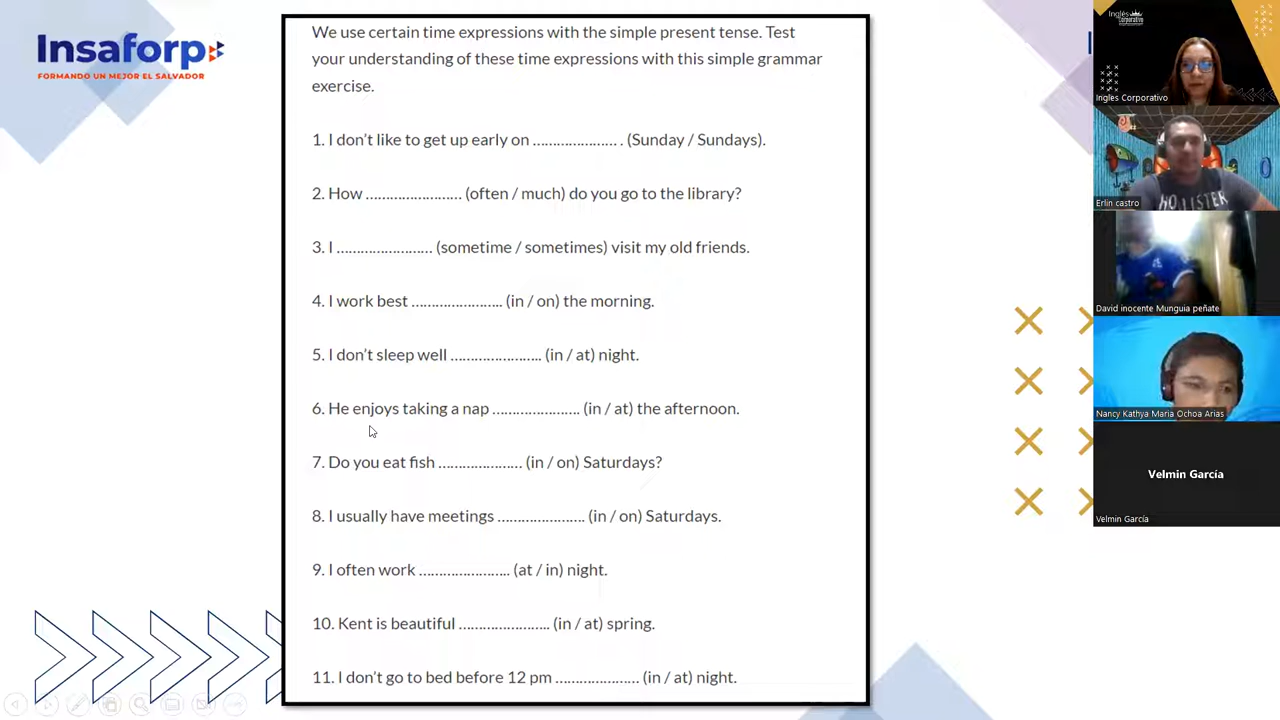 Insaforp
FORMANDO UN MEJOR EL SALVADOR
We use certain time expressions with the simple present tense. Test
your understanding of these time expressions with this simple grammar
exercise.
1. I don't like to get up early on ………………… . (Sunday / Sundays).
2. How …………………… (often / much) do you go to the library?
3. I …………………… (sometime / sometimes) visit my old friends.
4. I work best ………………….. (in / on) the morning.
5. I don't sleep well ………………….. (in / at) night.
6. He enjoys taking a nap …………………. (in / at) the afternoon.
7. Do you eat fish ………………… (in / on) Saturdays?
8. I usually have meetings …………………. (in / on) Saturdays.
9. I often work ………………….. (at / in) night.
10. Kent is beautiful ………………….. (in / at) spring.
11. I don't go to bed before 12 pm ………………… (in / at) night.
Inglés
Corporativo
Ingles Corporativo
Erlin castro
HOLLISTER
David inocente Munguia peñate
Nancy Kathya Maria Ochoa Arias
Velmin García
Velmin García